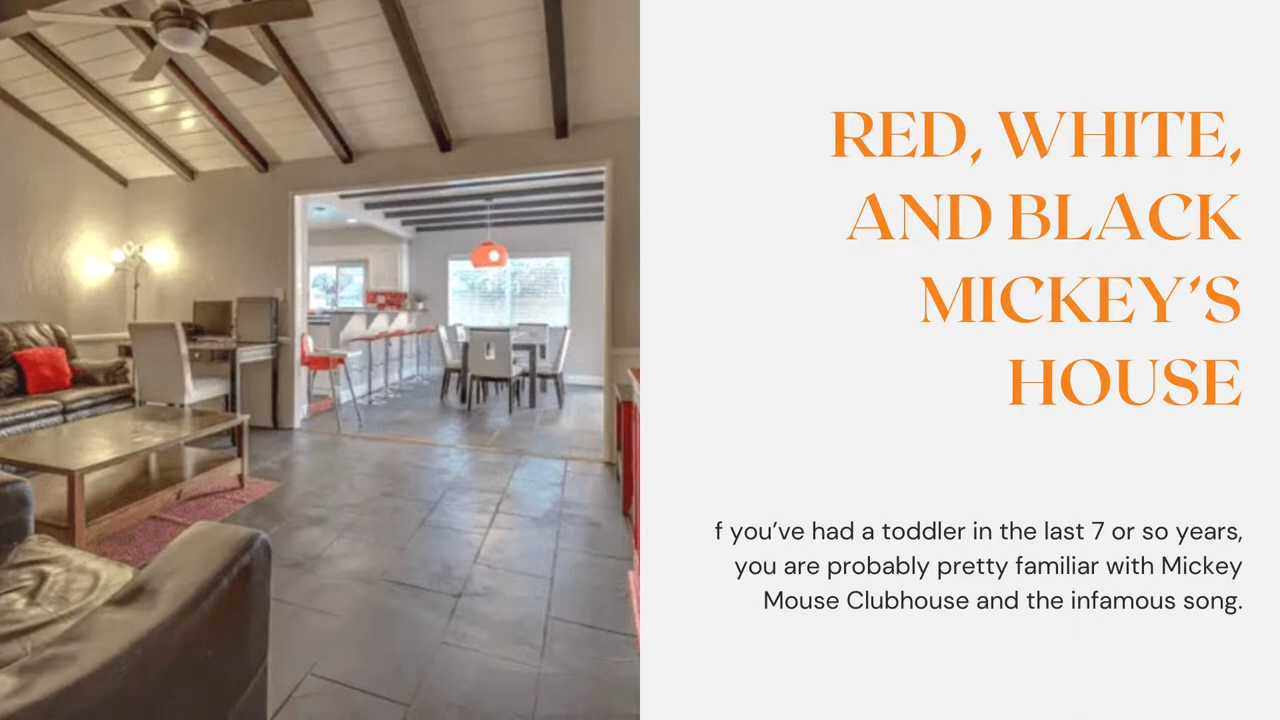 RED, WHITE,
AND BLACK
MICKEY’S
HOUSE
f you’ve had a toddler in the last 7 or so years,
you are probably pretty familiar with Mickey
Mouse Clubhouse and the infamous song.